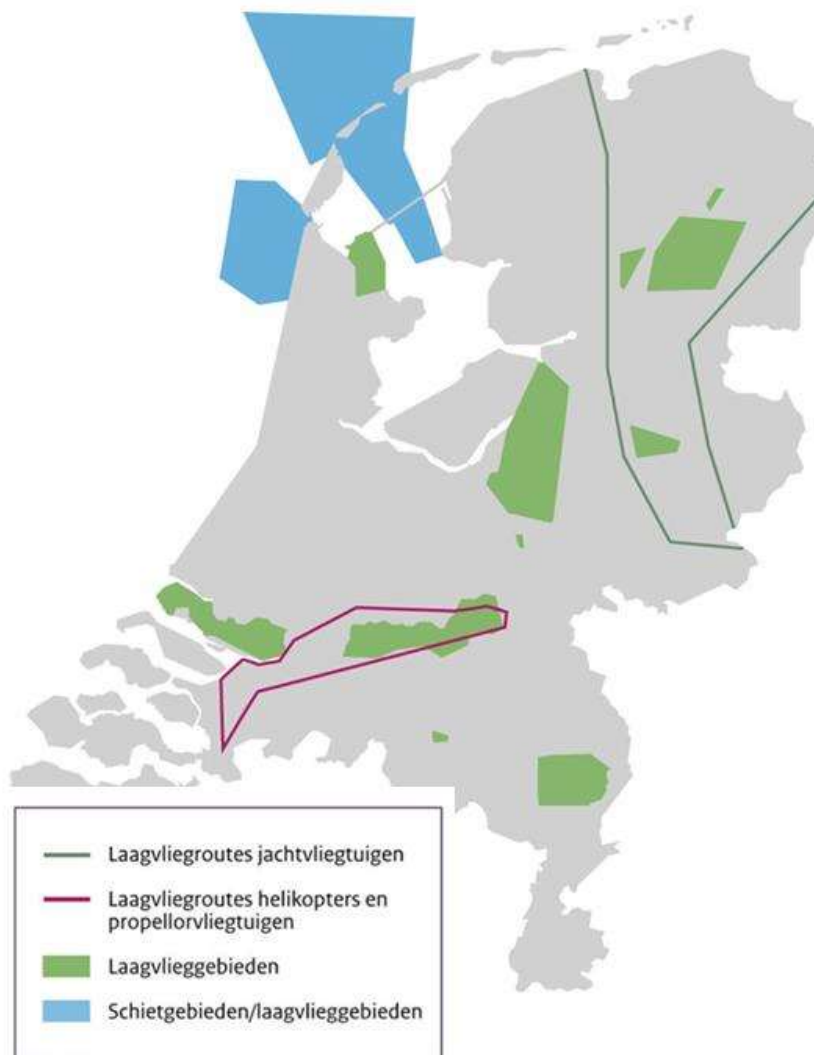 Laagvliegroutes jachtvliegtuigen
Laagvliegroutes helikopters en
propellorvliegtuigen
Laagvlieggebieden
Schietgebieden/laagvlieggebieden